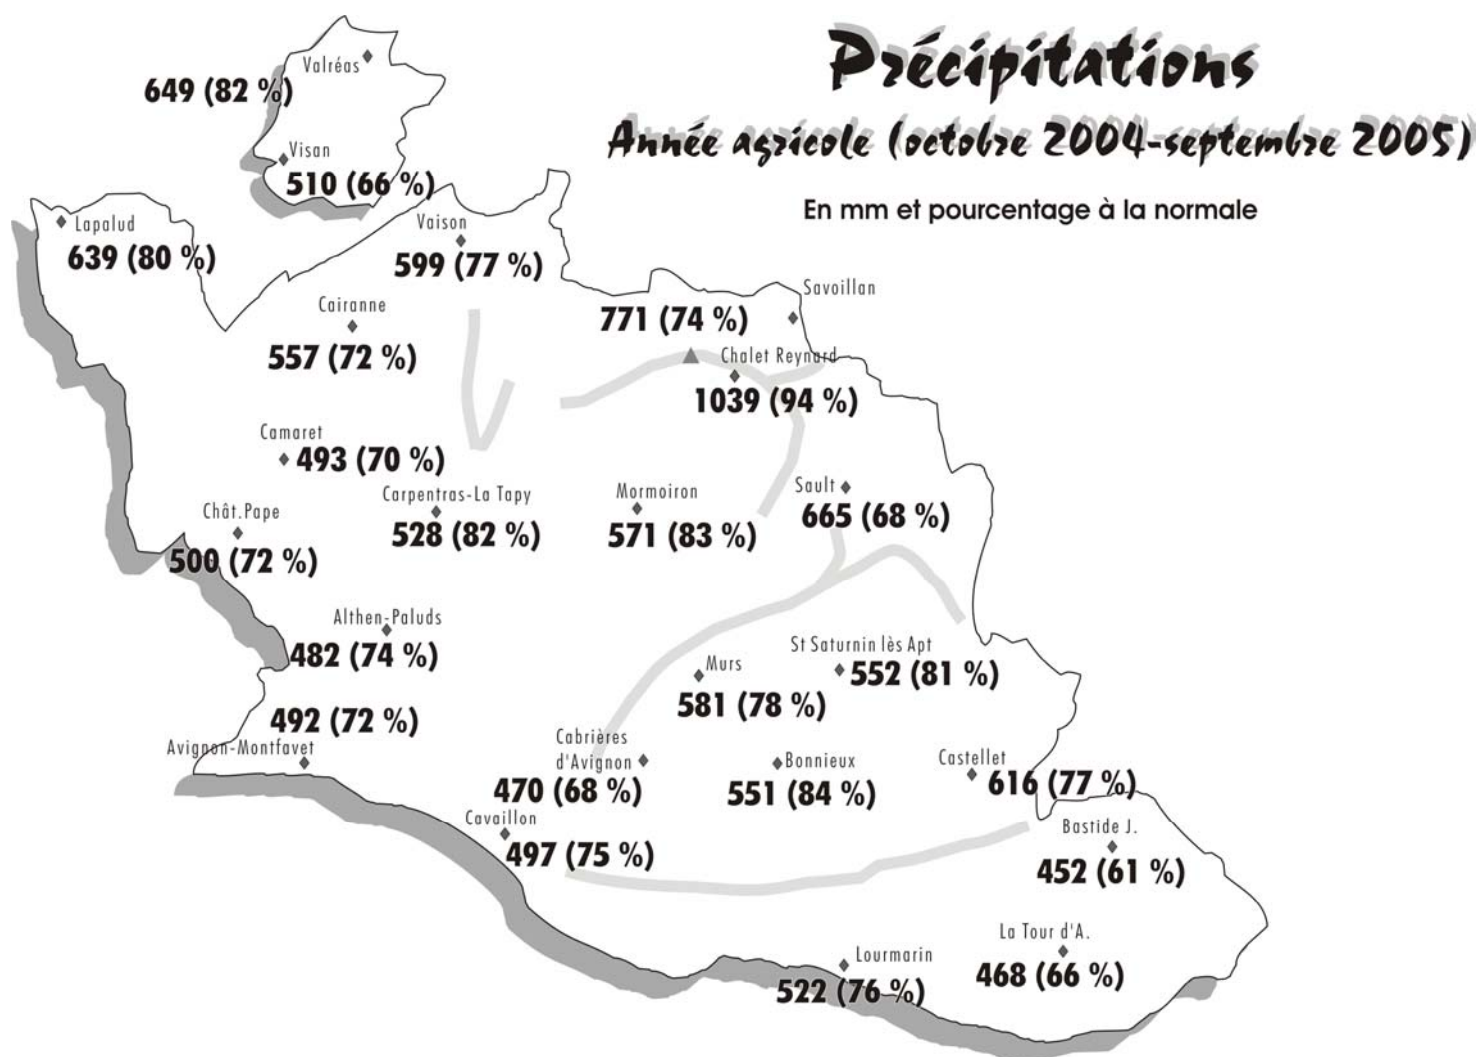 Précipitations
Année agricole (octobre 2004-septembre 2005)
En mm et pourcentage à la normale
Valréas
649 (82 %)
Visan
510 (66 %)
Lapalud
639 (80 %)
Vaison
599 (77 %)
Savoillan
771 (74 %)
Cairanne
557 (72 %)
Chalet Reynard
1039 (94 %)
Camaret
493 (70 %)
Carpentras-La Tapy
528 (82 %)
Mormoiron
571 (83 %)
Sault
665 (68 %)
Chât.Pape
500 (72 %)
Althen-Paluds
482 (74 %)
St Saturnin lès Apt
552 (81 %)
Murs
581 (78 %)
492 (72 %)
Avignon-Montfavet
Cabrières
d'Avignon
470 (68 %)
Bonnieux
551 (84 %)
Castellet
616 (77 %)
Cavaillon
497 (75 %)
Bastide J.
452 (61 %)
La Tour d'A.
468 (66 %)
Lourmarin
522 (76 %)